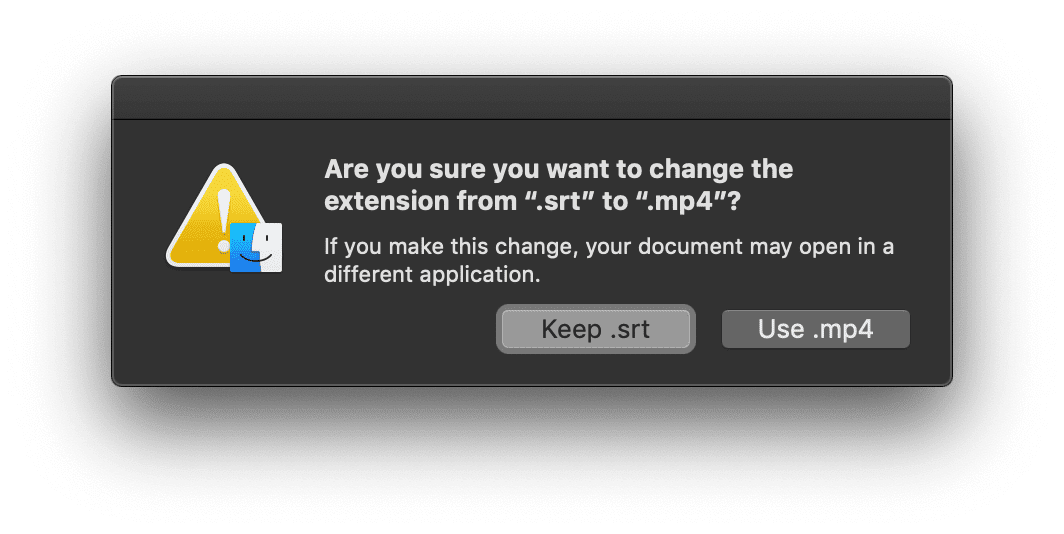 Are you sure you want to change the
extension from “.srt” to “.mp4”?
If you make this change, your document may open in a
different application.
Keep .srt
Use .mp4